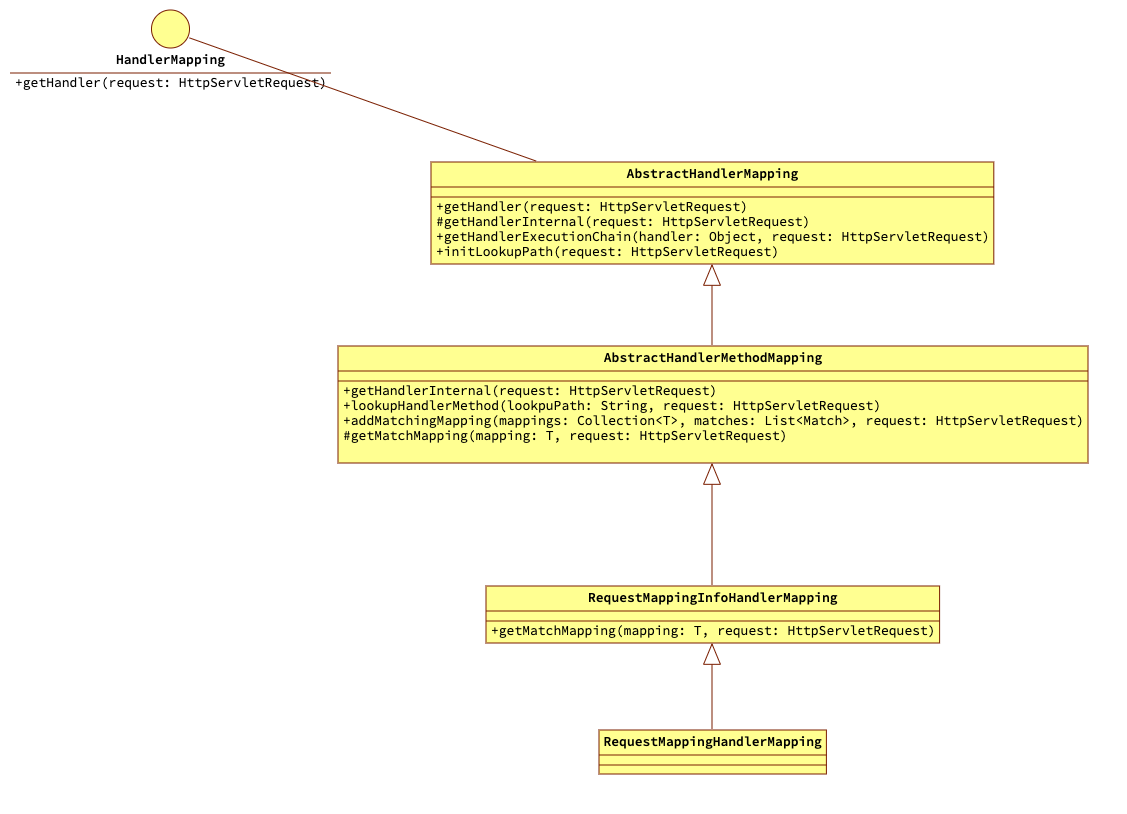 HandlerMapping
+getHandler(request: HttpServletRequest)
AbstractHandlerMapping
+getHandler(request: HttpServletRequest)
#getHandlerInternal(request: HttpServletRequest)
+getHandlerExecutionChain(handler: Object, request: HttpServletRequest)
+initLookupPath(request: HttpServletRequest)
AbstractHandlerMethodMapping
+getHandlerInternal(request: HttpServletRequest)
+lookupHandlerMethod(lookpuPath: String, request: HttpServletRequest)
+addMatchingMapping(mappings: Collection<T>, matches: List<Match>, request: HttpServletRequest)
#getMatchMapping(mapping: T, request: HttpServletRequest)
RequestMappingInfoHandlerMapping
+getMatchMapping(mapping: T, request: HttpServletRequest)
RequestMappingHandlerMapping